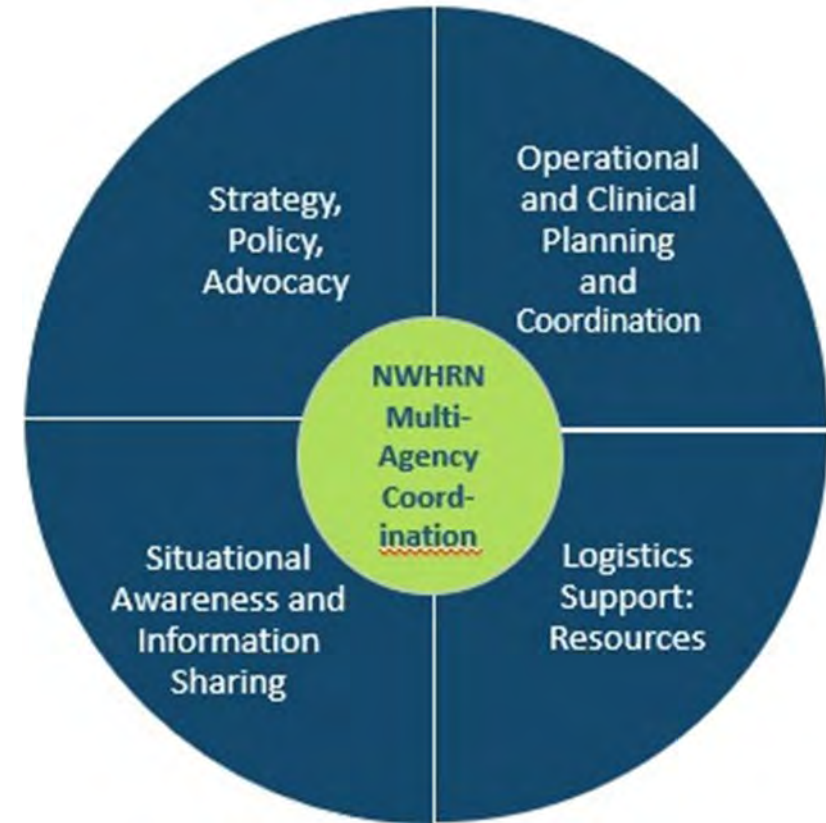 Strategy,
Policy,
Advocacy
Operational
and Clinical
Planning
and
Coordination
NWHRN
Multi-
Agency
Coord-
ination
Situational
Awareness and
Information
Sharing
Logistics
Support:
Resources